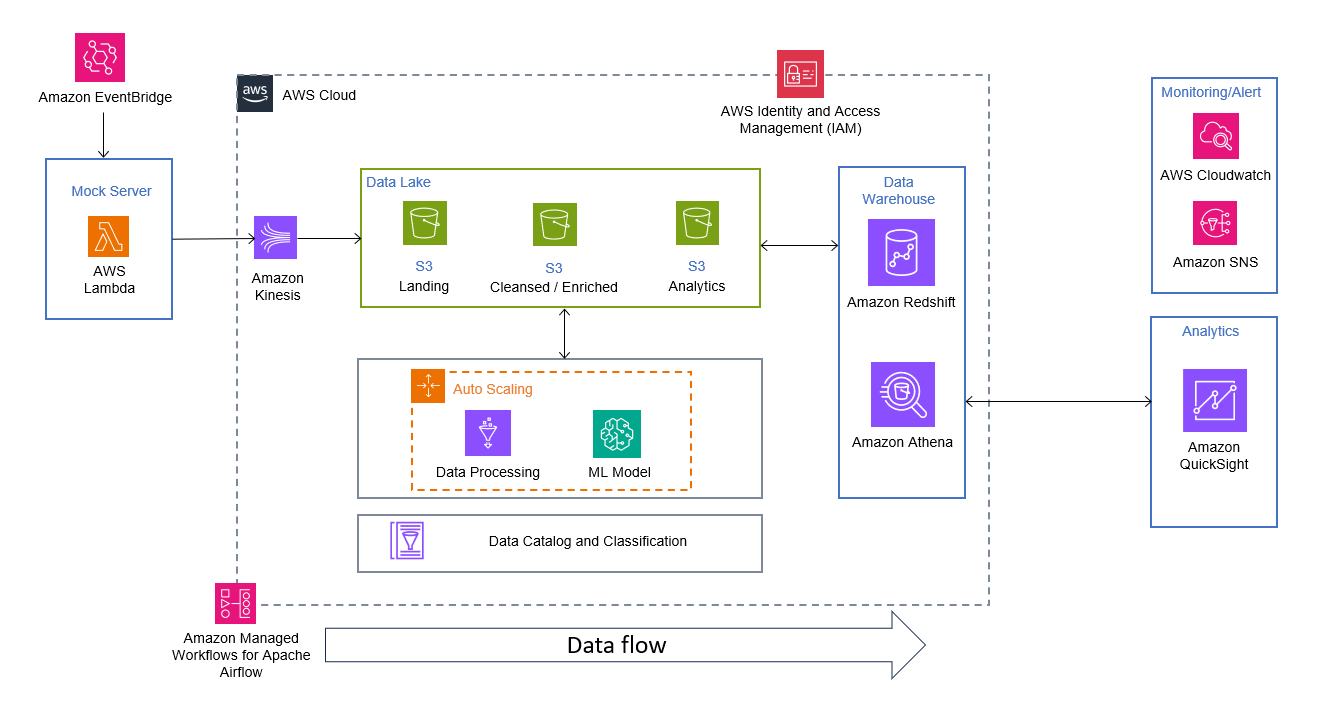 Amazon EventBridge
Mock Server
AWS
Lambda
aws
AWS Cloud
Amazon
Kinesis
AWS Identity and Access
Management (IAM)
Data Lake
S3
Landing
S3
Cleansed / Enriched
S3
Analytics
Auto Scaling
Data Processing
ML Model
Data Catalog and Classification
Data
Warehouse
Amazon Redshift
Amazon Athena
Monitoring/Alert
AWS Cloudwatch
Amazon SNS
Analytics
Amazon
QuickSight
Amazon Managed
Workflows for Apache
Airflow
Data flow